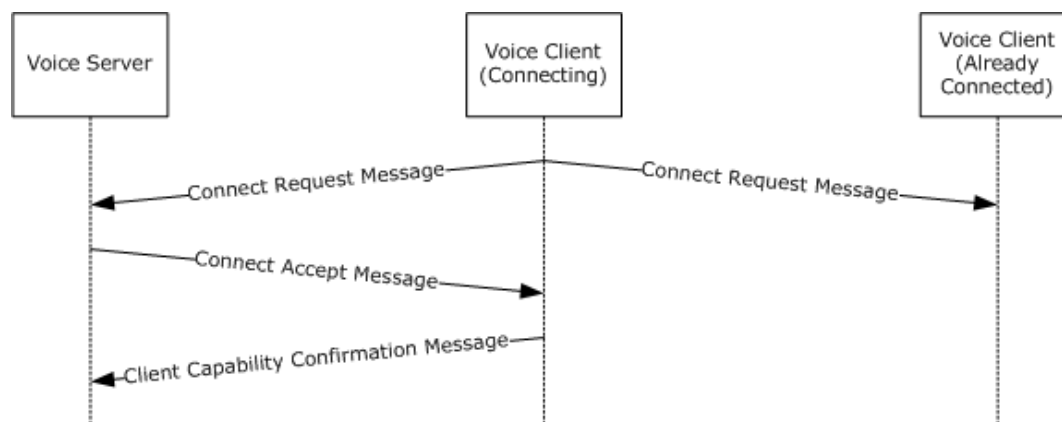 Voice Server
Voice Client
(Connecting)
Voice Client
(Already
Connected)
Connect Request Message
Connect Request Message
Connect Accept Message
Client Capability Confirmation Message